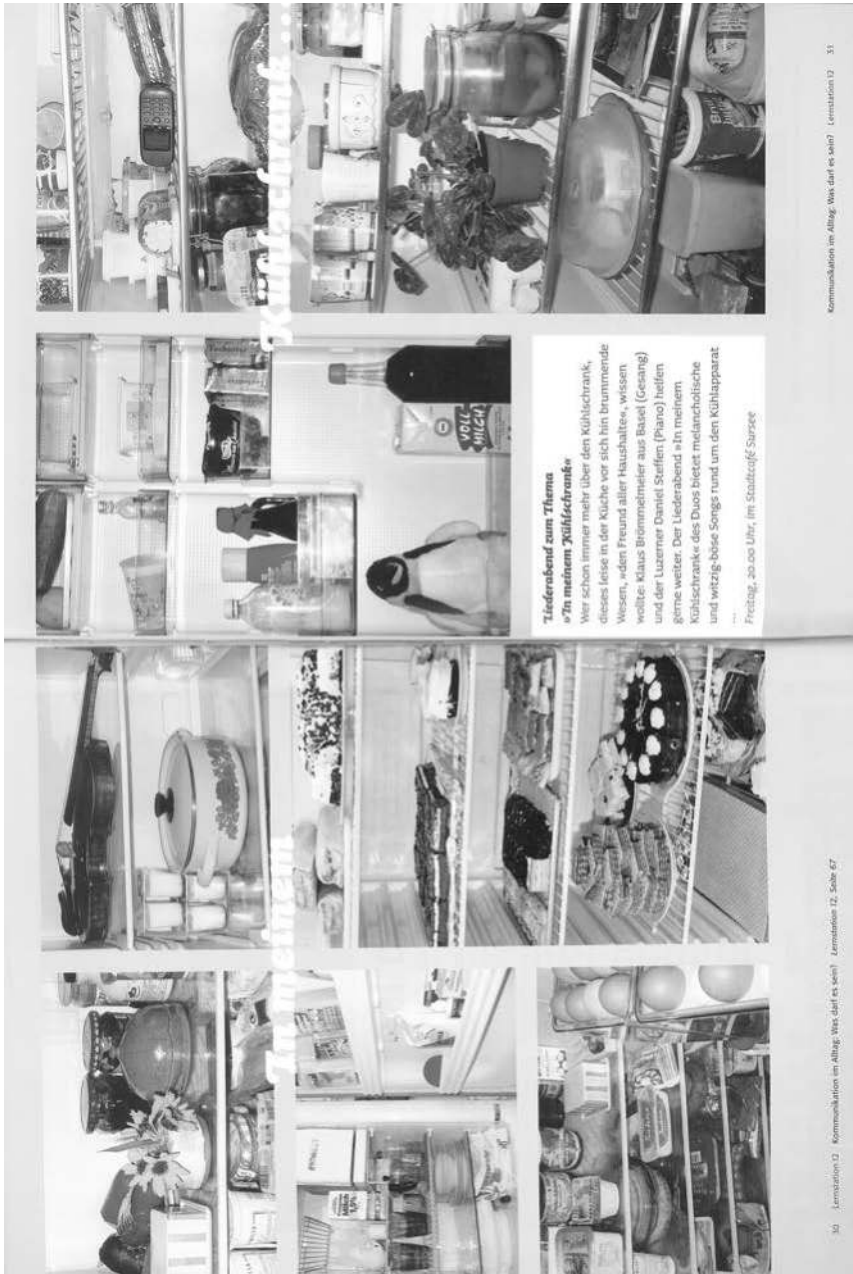 In meinem Kühlschrank ...
VOLL
MILCH
Milch
Liederabend zum Thema
»In meinem Kühlschrank«
Wer schon immer mehr über den Kühlschrank,
dieses leise in der Küche vor sich hin brummende
Wesen, »den Freund aller Haushalte«, wissen
wollte: Klaus Brömmelmeier aus Basel (Gesang)
und der Luzerner Daniel Steffen (Piano) helfen
gerne weiter. Der Liederabend »In meinem
Kühlschrank« des Duos bietet melancholische
und witzig-böse Songs rund um den Kühlapparat
...
Freitag, 20.00 Uhr, im Stadtcafé Sursee
30 Lernstation 12 Kommunikation im Alltag: Was darf es sein? Lernstation 12, Seite 67
Kommunikation im Alltag: Was darf es sein? Lernstation 12 31